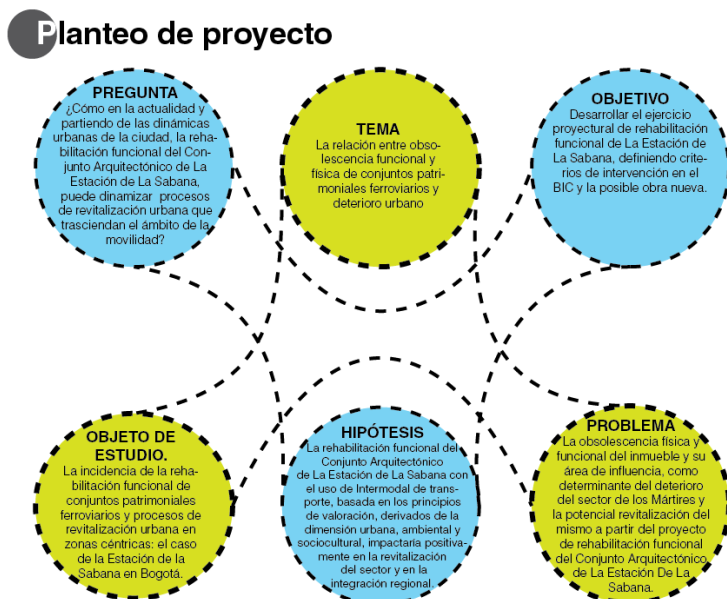 Planteo de proyecto
PREGUNTA
¿Cómo en la actualidad y
partiendo de las dinámicas
urbanas de la ciudad, la reha-
bilitación funcional del Con-
junto Arquitectónico de La
Estación de La Sabana,
puede dinamizar procesos
de revitalización urbana que
trasciendan el ámbito de la
movilidad?
TEMA
La relación entre obso-
lescencia funcional y
física de conjuntos patri-
moniales ferroviarios y
deterioro urbano
OBJETIVO
Desarrollar el ejercicio
proyectural de rehabilitación
funcional de La Estación de
La Sabana, definiendo crite-
rios de intervención en el
BIC y la posible obra nueva.
OBJETO DE
ESTUDIO.
La incidencia de la reha-
bilitación funcional de
conjuntos patrimoniales
ferroviarios y procesos de
revitalización urbana en
zonas céntricas: el caso
de la Estación de la
Sabana en Bogotá.
HIPÓTESIS
La rehabilitación funcional del
Conjunto Arquitectónico
de La Estación de La Sabana con
el uso de Intermodal de trans-
porte, basada en los principios
de valoración, derivados de la
dimensión urbana, ambiental y
sociocultural, impactaría positiva-
mente en la revitalización
del sector y en la
integración regional.
PROBLEMA
La obsolescencia física y
funcional del inmueble y su
área de influencia, como
determinante del deterioro
del sector de los Mártires y
la potencial revitalización del
mismo a partir del proyecto
de rehabilitación funcional
del Conjunto Arquitectónico
de La Estación De La
Sabana.